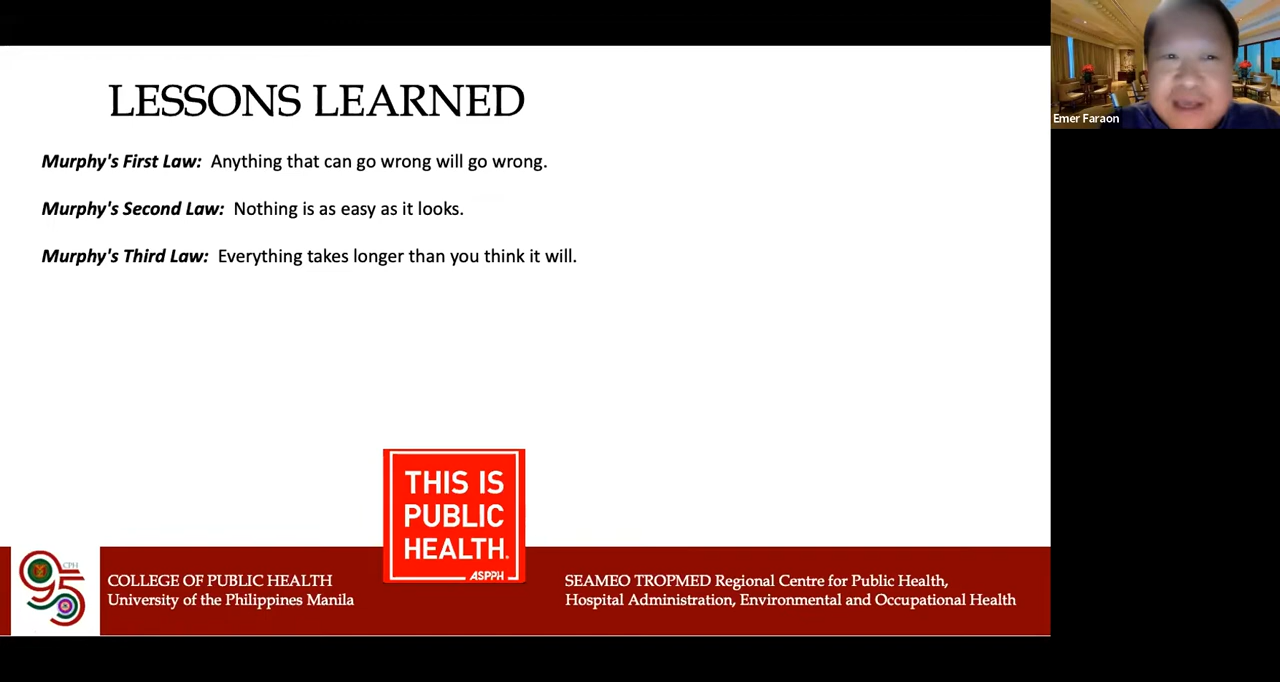 LESSONS LEARNED
Murphy's First Law: Anything that can go wrong will go wrong.
Murphy's Second Law: Nothing is as easy as it looks.
Murphy's Third Law: Everything takes longer than you think it will.
THIS IS
PUBLIC
HEALTH.
ASPPH
95
CPH
COLLEGE OF PUBLIC HEALTH
University of the Philippines Manila
SEAMEO TROPMED Regional Centre for Public Health,
Hospital Administration, Environmental and Occupational Health
Emer Faraon